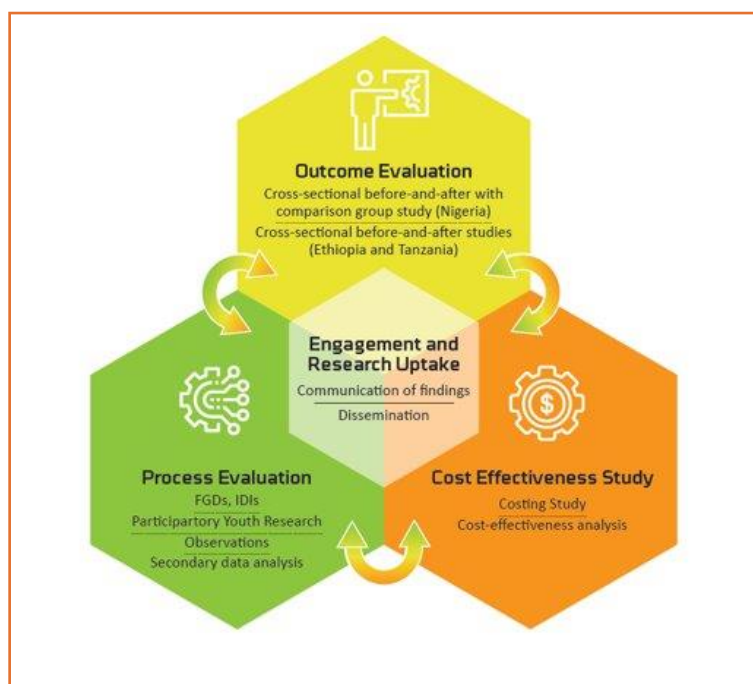 Outcome Evaluation
Cross-sectional before-and-after with
comparison group study (Nigeria)
Cross-sectional before-and-after studies
(Ethiopia and Tanzania)
Engagement and
Research Uptake
Communication of findings
Dissemination
Process Evaluation
FGDs, IDIs
Participartory Youth Research
Observations
Secondary data analysis
$
Cost Effectiveness Study
Costing Study
Cost-effectiveness analysis